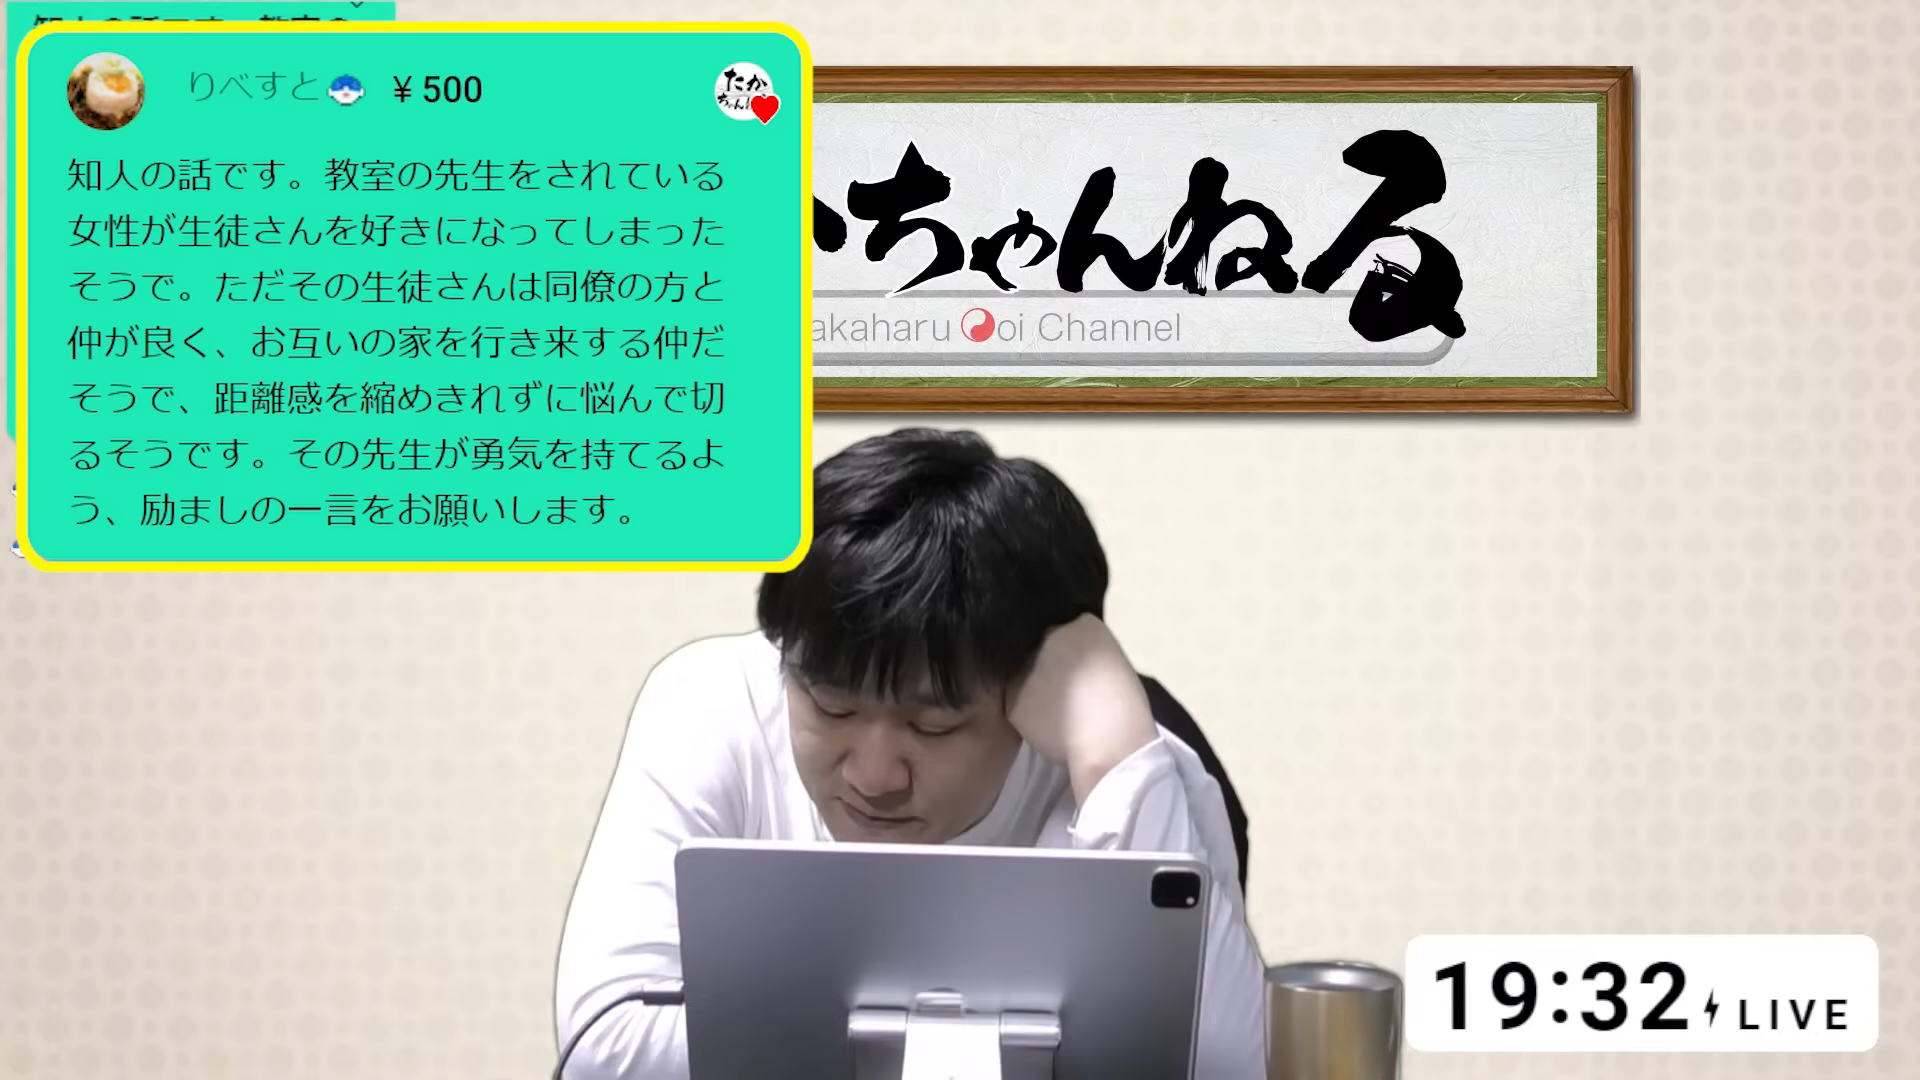 りべすと ¥ 500
たか
知人の話です。教室の先生をされている
女性が生徒さんを好きになってしまった
そうで。ただその生徒さんは同僚の方と
仲が良く、お互いの家を行き来する仲だ
そうで、距離感を縮めきれずに悩んで切
るそうです。その先生が勇気を持てるよ
う、励ましの一言をお願いします。
ちゃんねる
akaharu oi Channel
19:32 LIVE